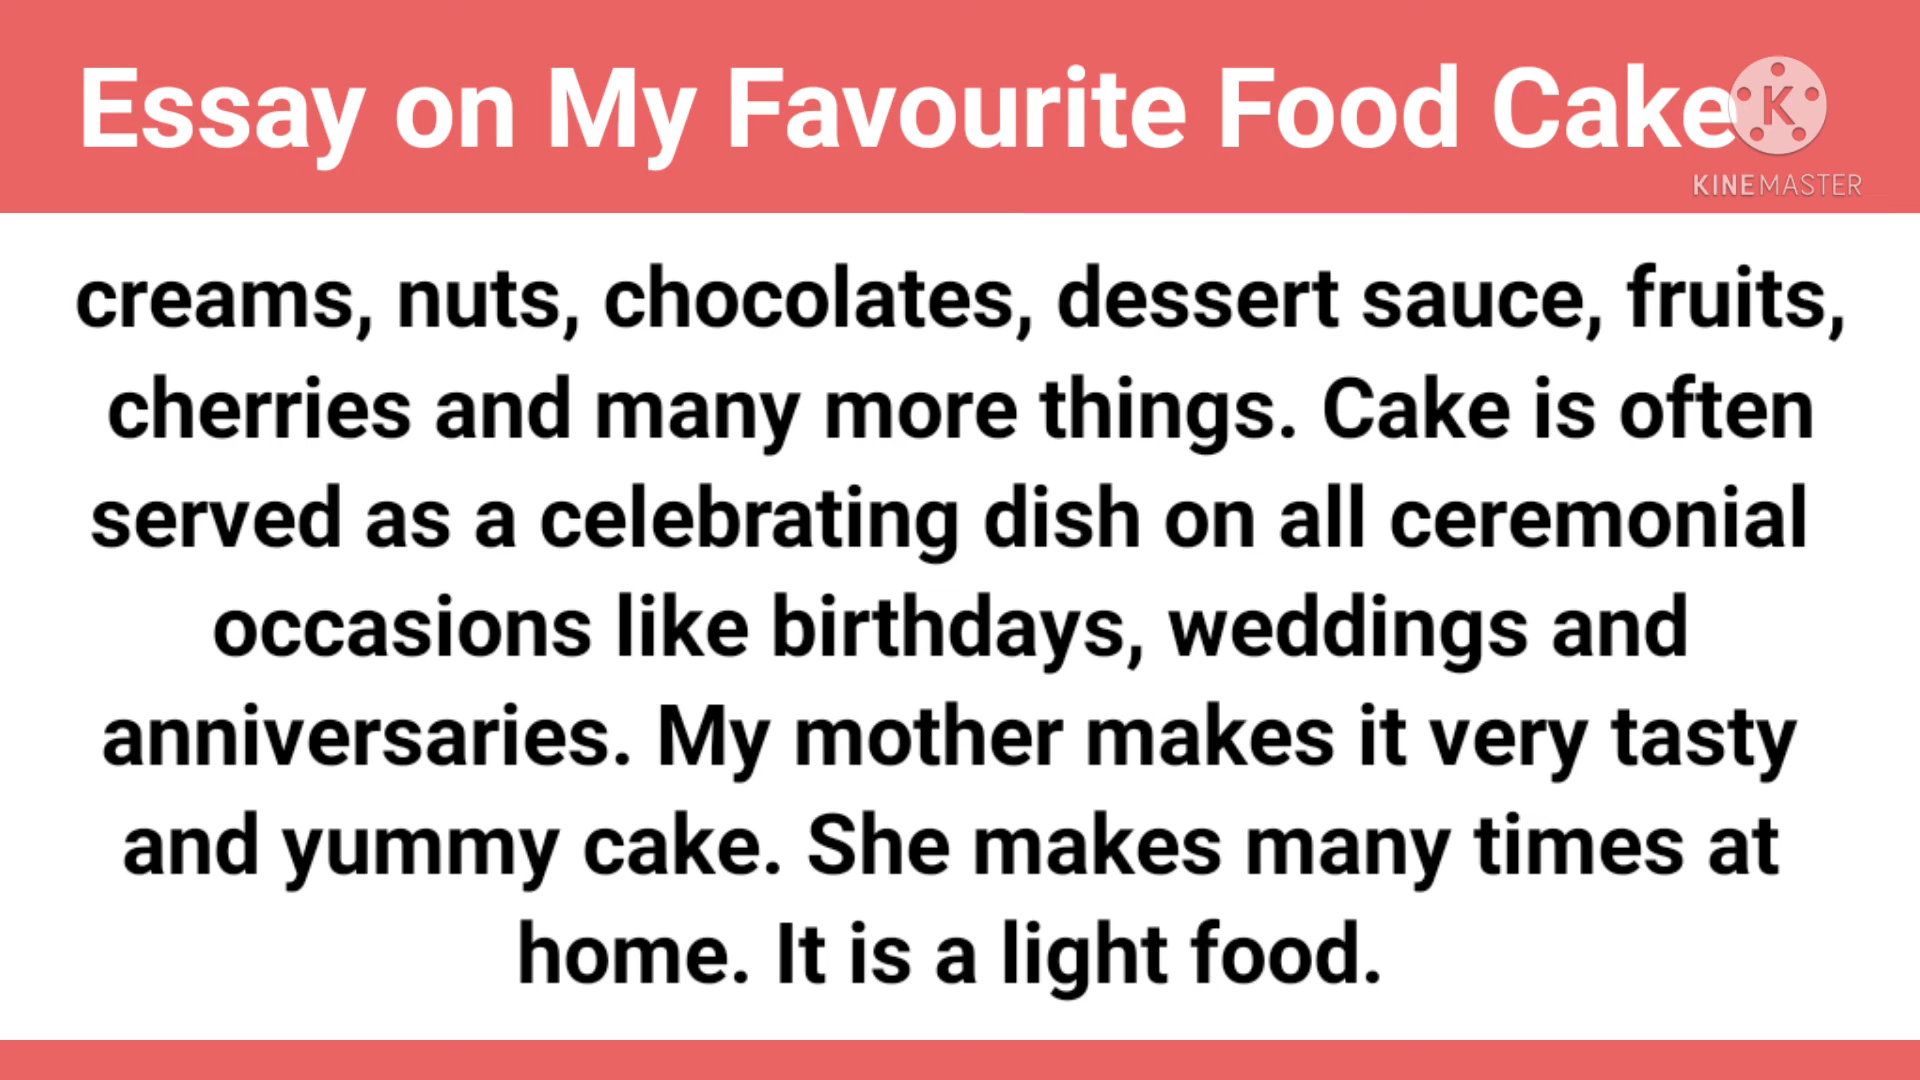 Essay on My Favourite Food Cake
K
KINEMASTER
creams, nuts, chocolates, dessert sauce, fruits,
cherries and many more things. Cake is often
served as a celebrating dish on all ceremonial
occasions like birthdays, weddings and
anniversaries. My mother makes it very tasty
and yummy cake. She makes many times at
home. It is a light food.